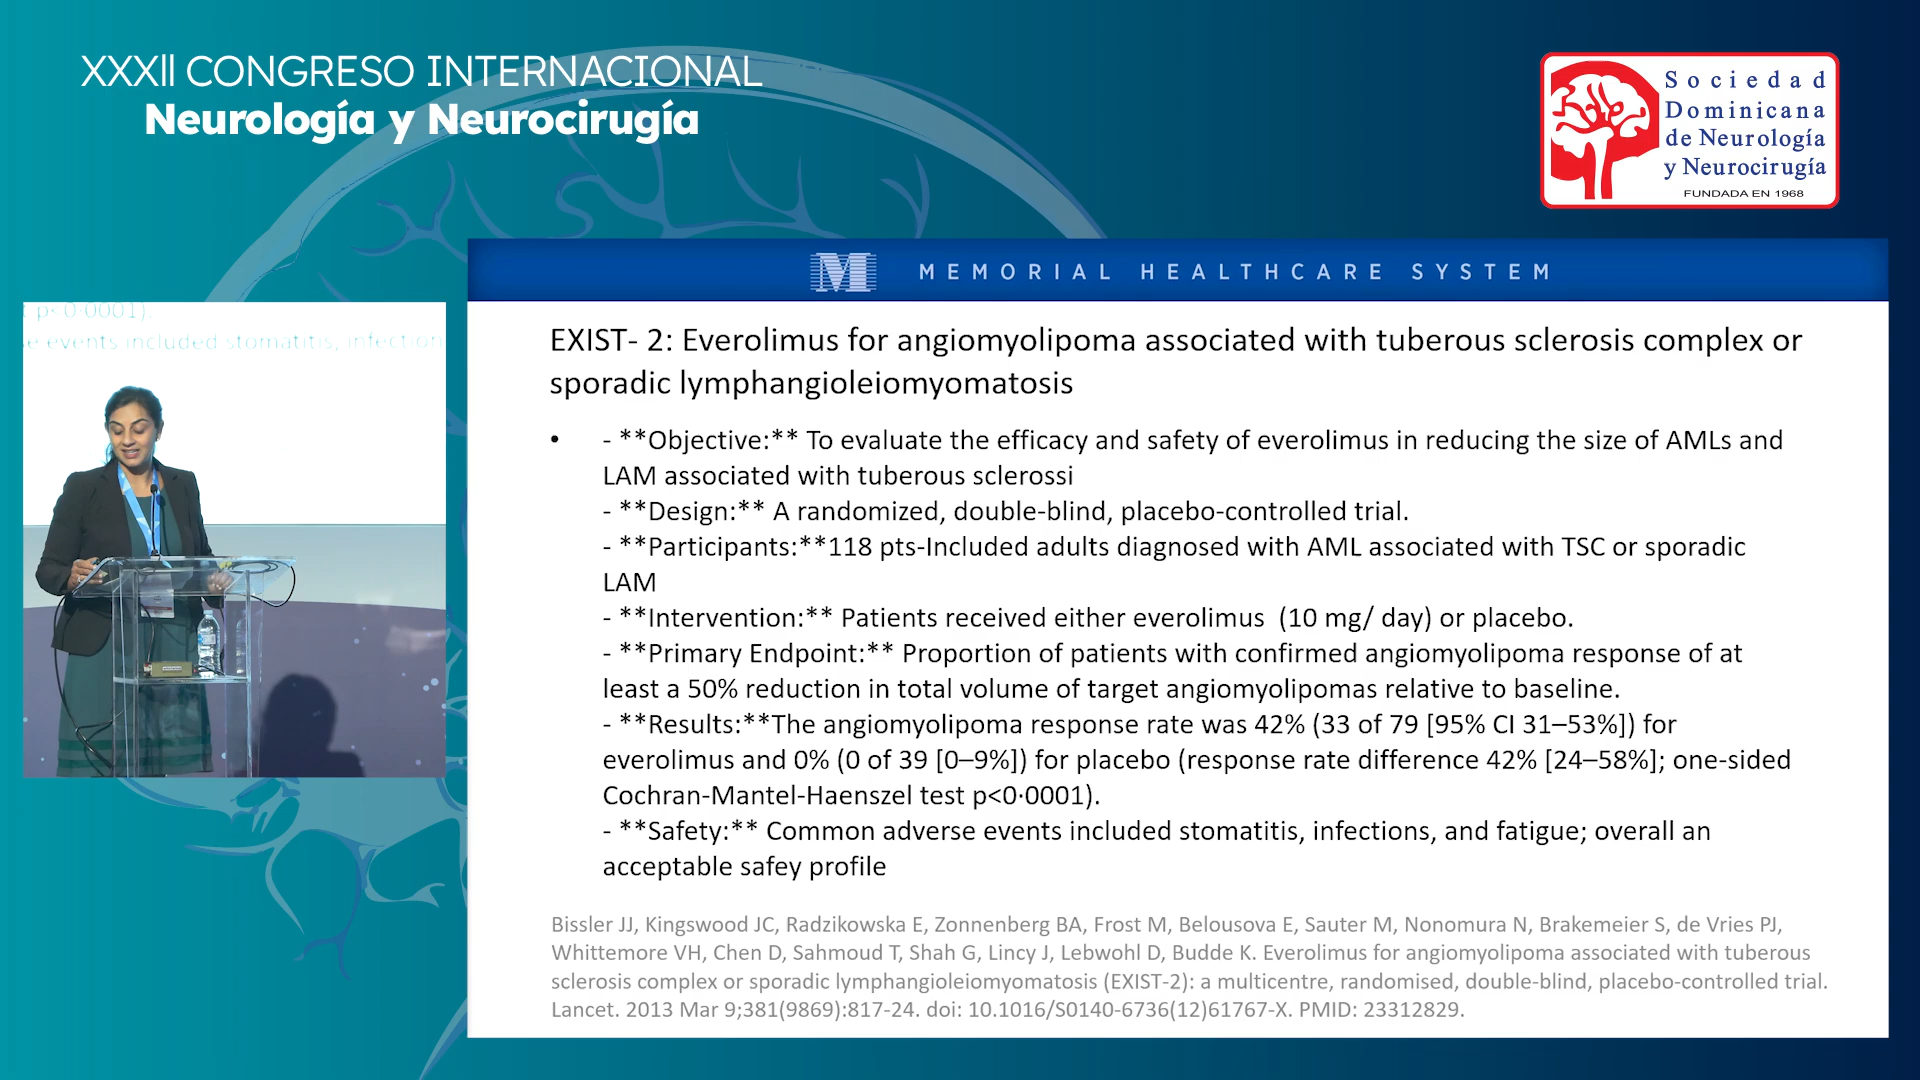 XXXII CONGRESO INTERNACIONAL
Neurología y Neurocirugía
Sociedad
Dominicana
de Neurología
y Neurocirugía
FUNDADA EN 1968
p<0·0001).
e events included stomatitis, infection
M MEMORIAL HEALTHCARE SYSTEM
EXIST- 2: Everolimus for angiomyolipoma associated with tuberous sclerosis complex or
sporadic lymphangioleiomyomatosis
• - **Objective:** To evaluate the efficacy and safety of everolimus in reducing the size of AMLs and
LAM associated with tuberous sclerossi
- **Design:** A randomized, double-blind, placebo-controlled trial.
- **Participants:**118 pts-Included adults diagnosed with AML associated with TSC or sporadic
LAM
- **Intervention:** Patients received either everolimus (10 mg/ day) or placebo.
- **Primary Endpoint:** Proportion of patients with confirmed angiomyolipoma response of at
least a 50% reduction in total volume of target angiomyolipomas relative to baseline.
- **Results:**The angiomyolipoma response rate was 42% (33 of 79 [95% CI 31–53%]) for
everolimus and 0% (0 of 39 [0–9%]) for placebo (response rate difference 42% [24–58%]; one-sided
Cochran-Mantel-Haenszel test p<0·0001).
- **Safety:** Common adverse events included stomatitis, infections, and fatigue; overall an
acceptable safey profile
Bissler JJ, Kingswood JC, Radzikowska E, Zonnenberg BA, Frost M, Belousova E, Sauter M, Nonomura N, Brakemeier S, de Vries PJ,
Whittemore VH, Chen D, Sahmoud T, Shah G, Lincy J, Lebwohl D, Budde K. Everolimus for angiomyolipoma associated with tuberous
sclerosis complex or sporadic lymphangioleiomyomatosis (EXIST-2): a multicentre, randomised, double-blind, placebo-controlled trial.
Lancet. 2013 Mar 9;381(9869):817-24. doi: 10.1016/S0140-6736(12)61767-X. PMID: 23312829.